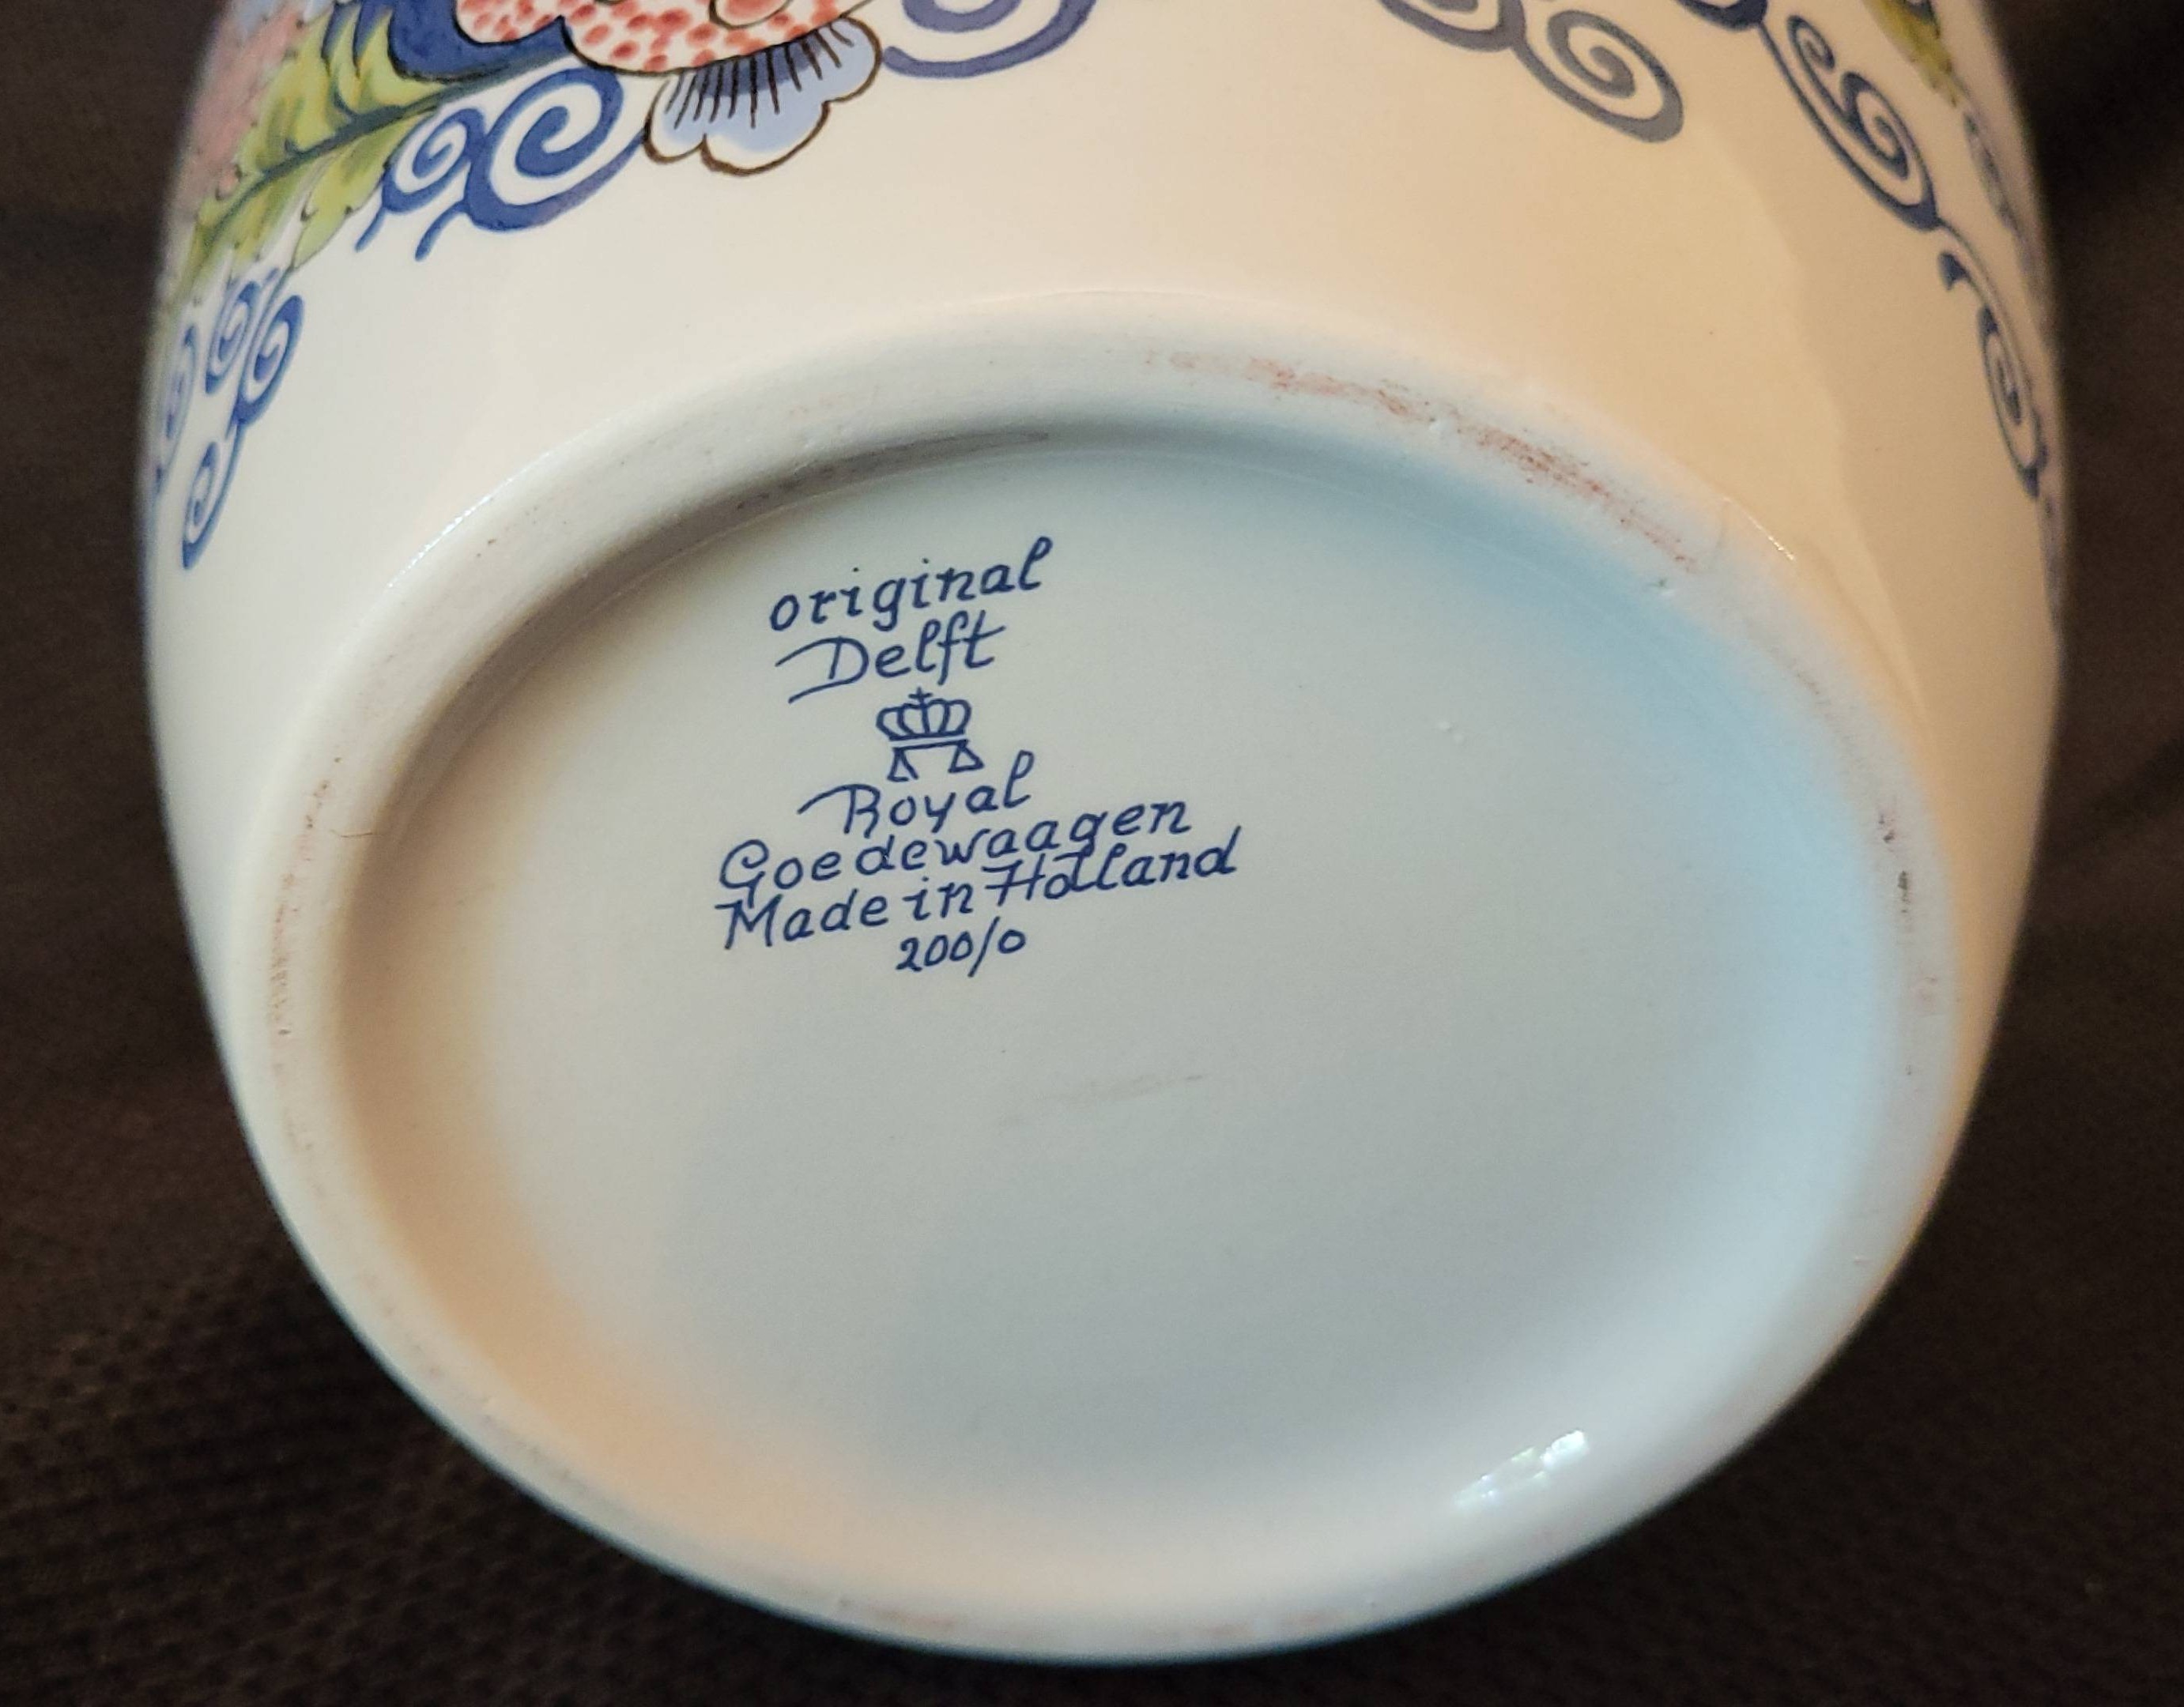 original
Delft
Royal
Goedewaagen
Made in Holland
200/0